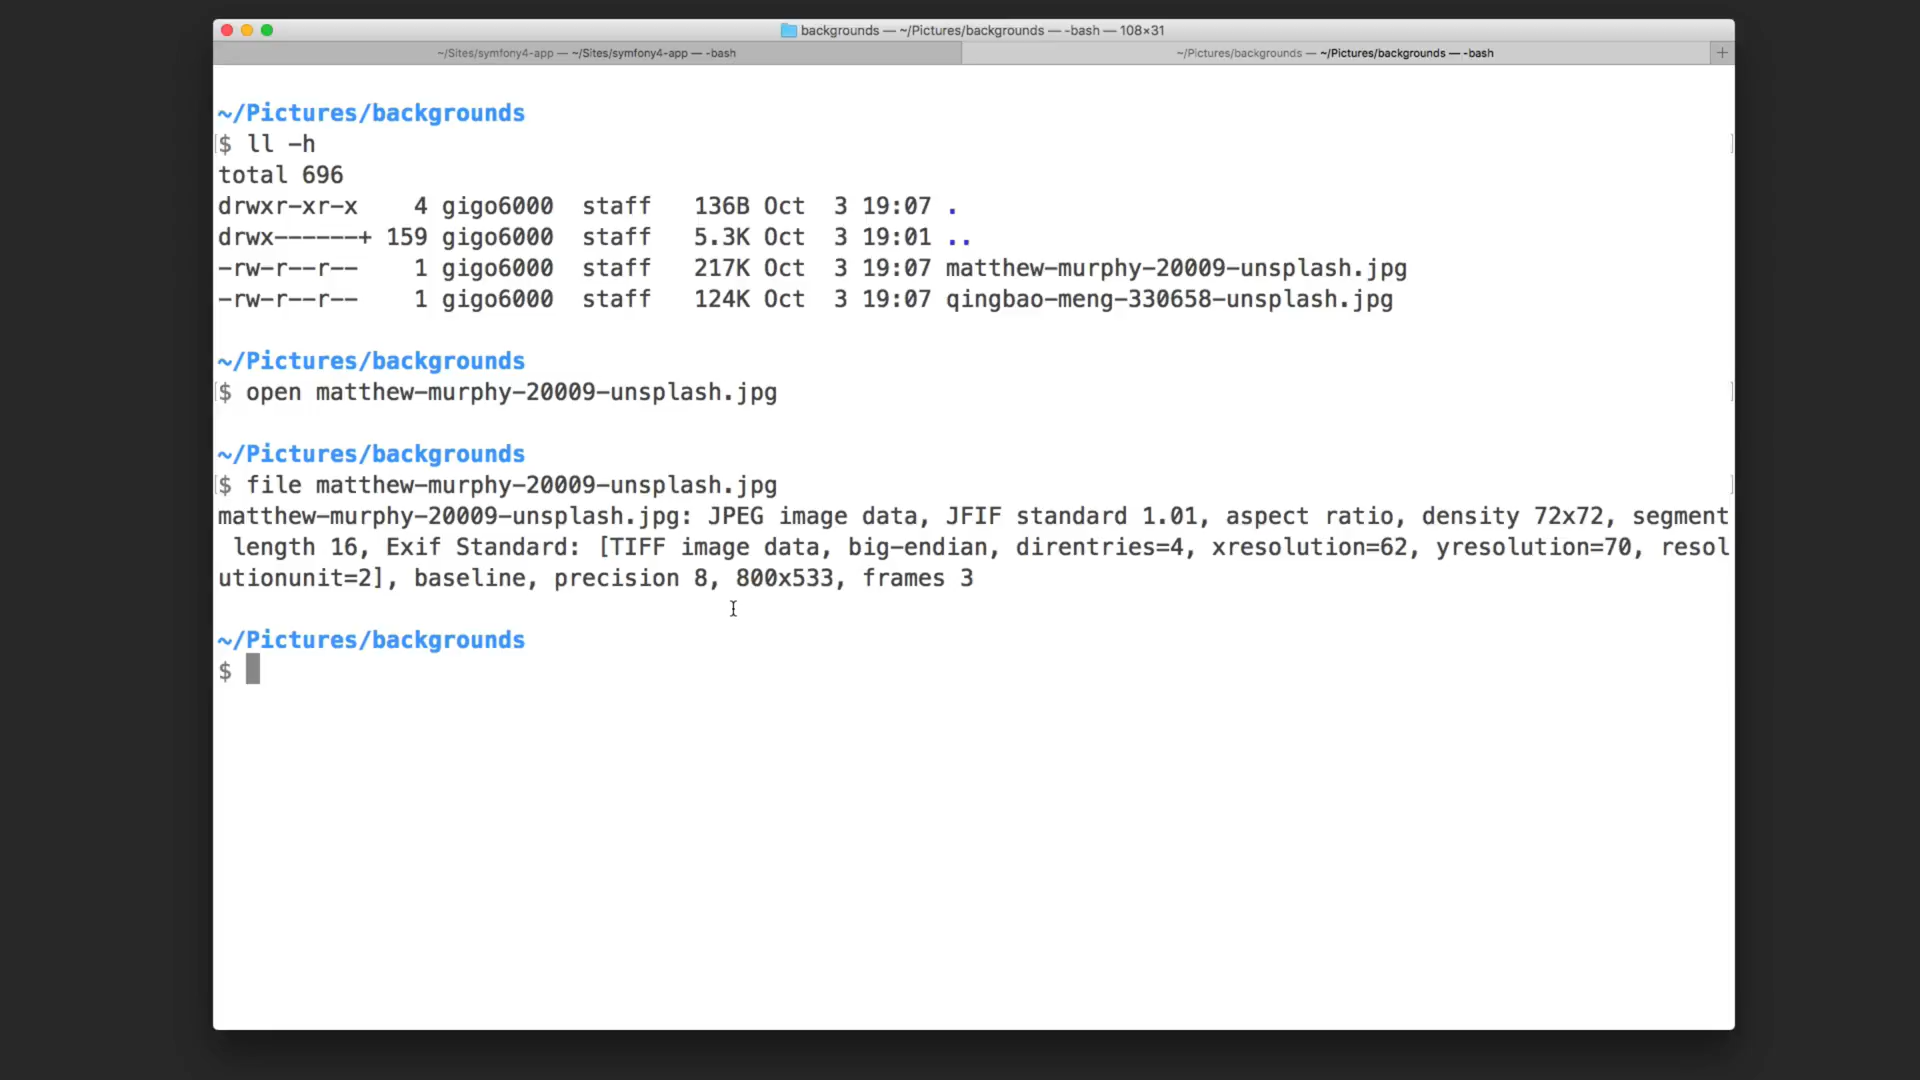 backgrounds — ~/Pictures/backgrounds — -bash — 108×31
~/Sites/symfony4-app — ~/Sites/symfony4-app — -bash
~/Pictures/backgrounds — ~/Pictures/backgrounds — -bash
+
~/Pictures/backgrounds
$ ll -h
total 696
drwxr-xr-x    4 gigo6000  staff   136B Oct  3 19:07 .
drwx------+ 159 gigo6000  staff   5.3K Oct  3 19:01 ..
-rw-r--r--    1 gigo6000  staff   217K Oct  3 19:07 matthew-murphy-20009-unsplash.jpg
-rw-r--r--    1 gigo6000  staff   124K Oct  3 19:07 qingbao-meng-330658-unsplash.jpg
~/Pictures/backgrounds
$ open matthew-murphy-20009-unsplash.jpg
~/Pictures/backgrounds
$ file matthew-murphy-20009-unsplash.jpg
matthew-murphy-20009-unsplash.jpg: JPEG image data, JFIF standard 1.01, aspect ratio, density 72x72, segment
 length 16, Exif Standard: [TIFF image data, big-endian, direntries=4, xresolution=62, yresolution=70, resol
utionunit=2], baseline, precision 8, 800x533, frames 3
~/Pictures/backgrounds
$